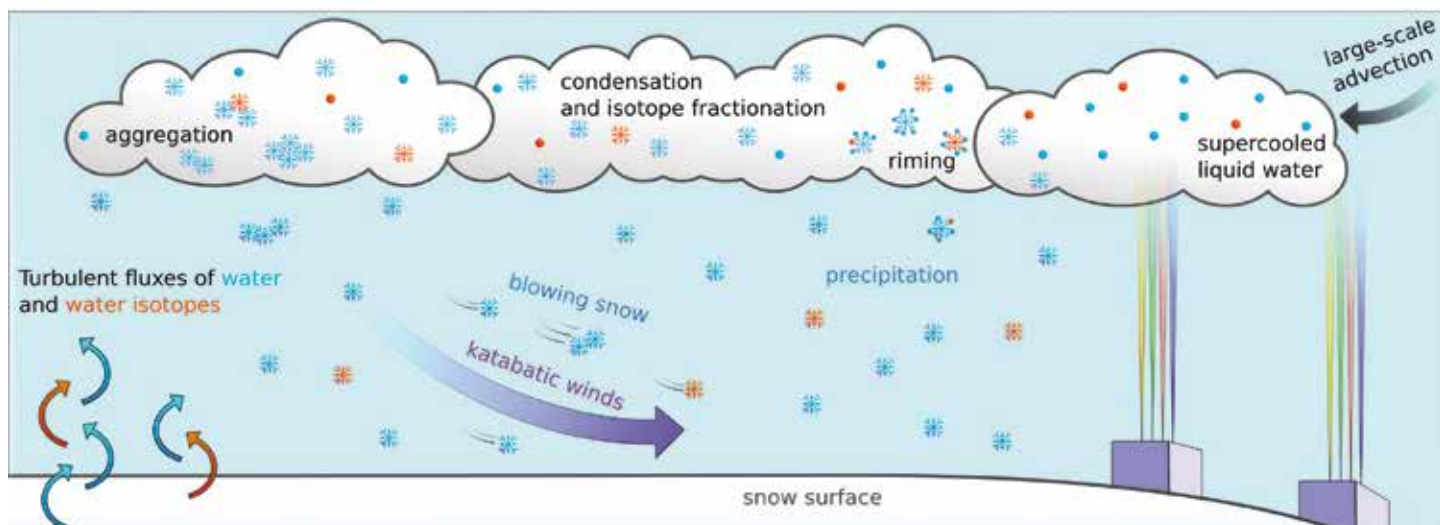 large-scale
advection
condensation
and isotope fractionation
aggregation
riming
supercooled
liquid water
Turbulent fluxes of water
and water isotopes
blowing snow
precipitation
katabatic winds
snow surface